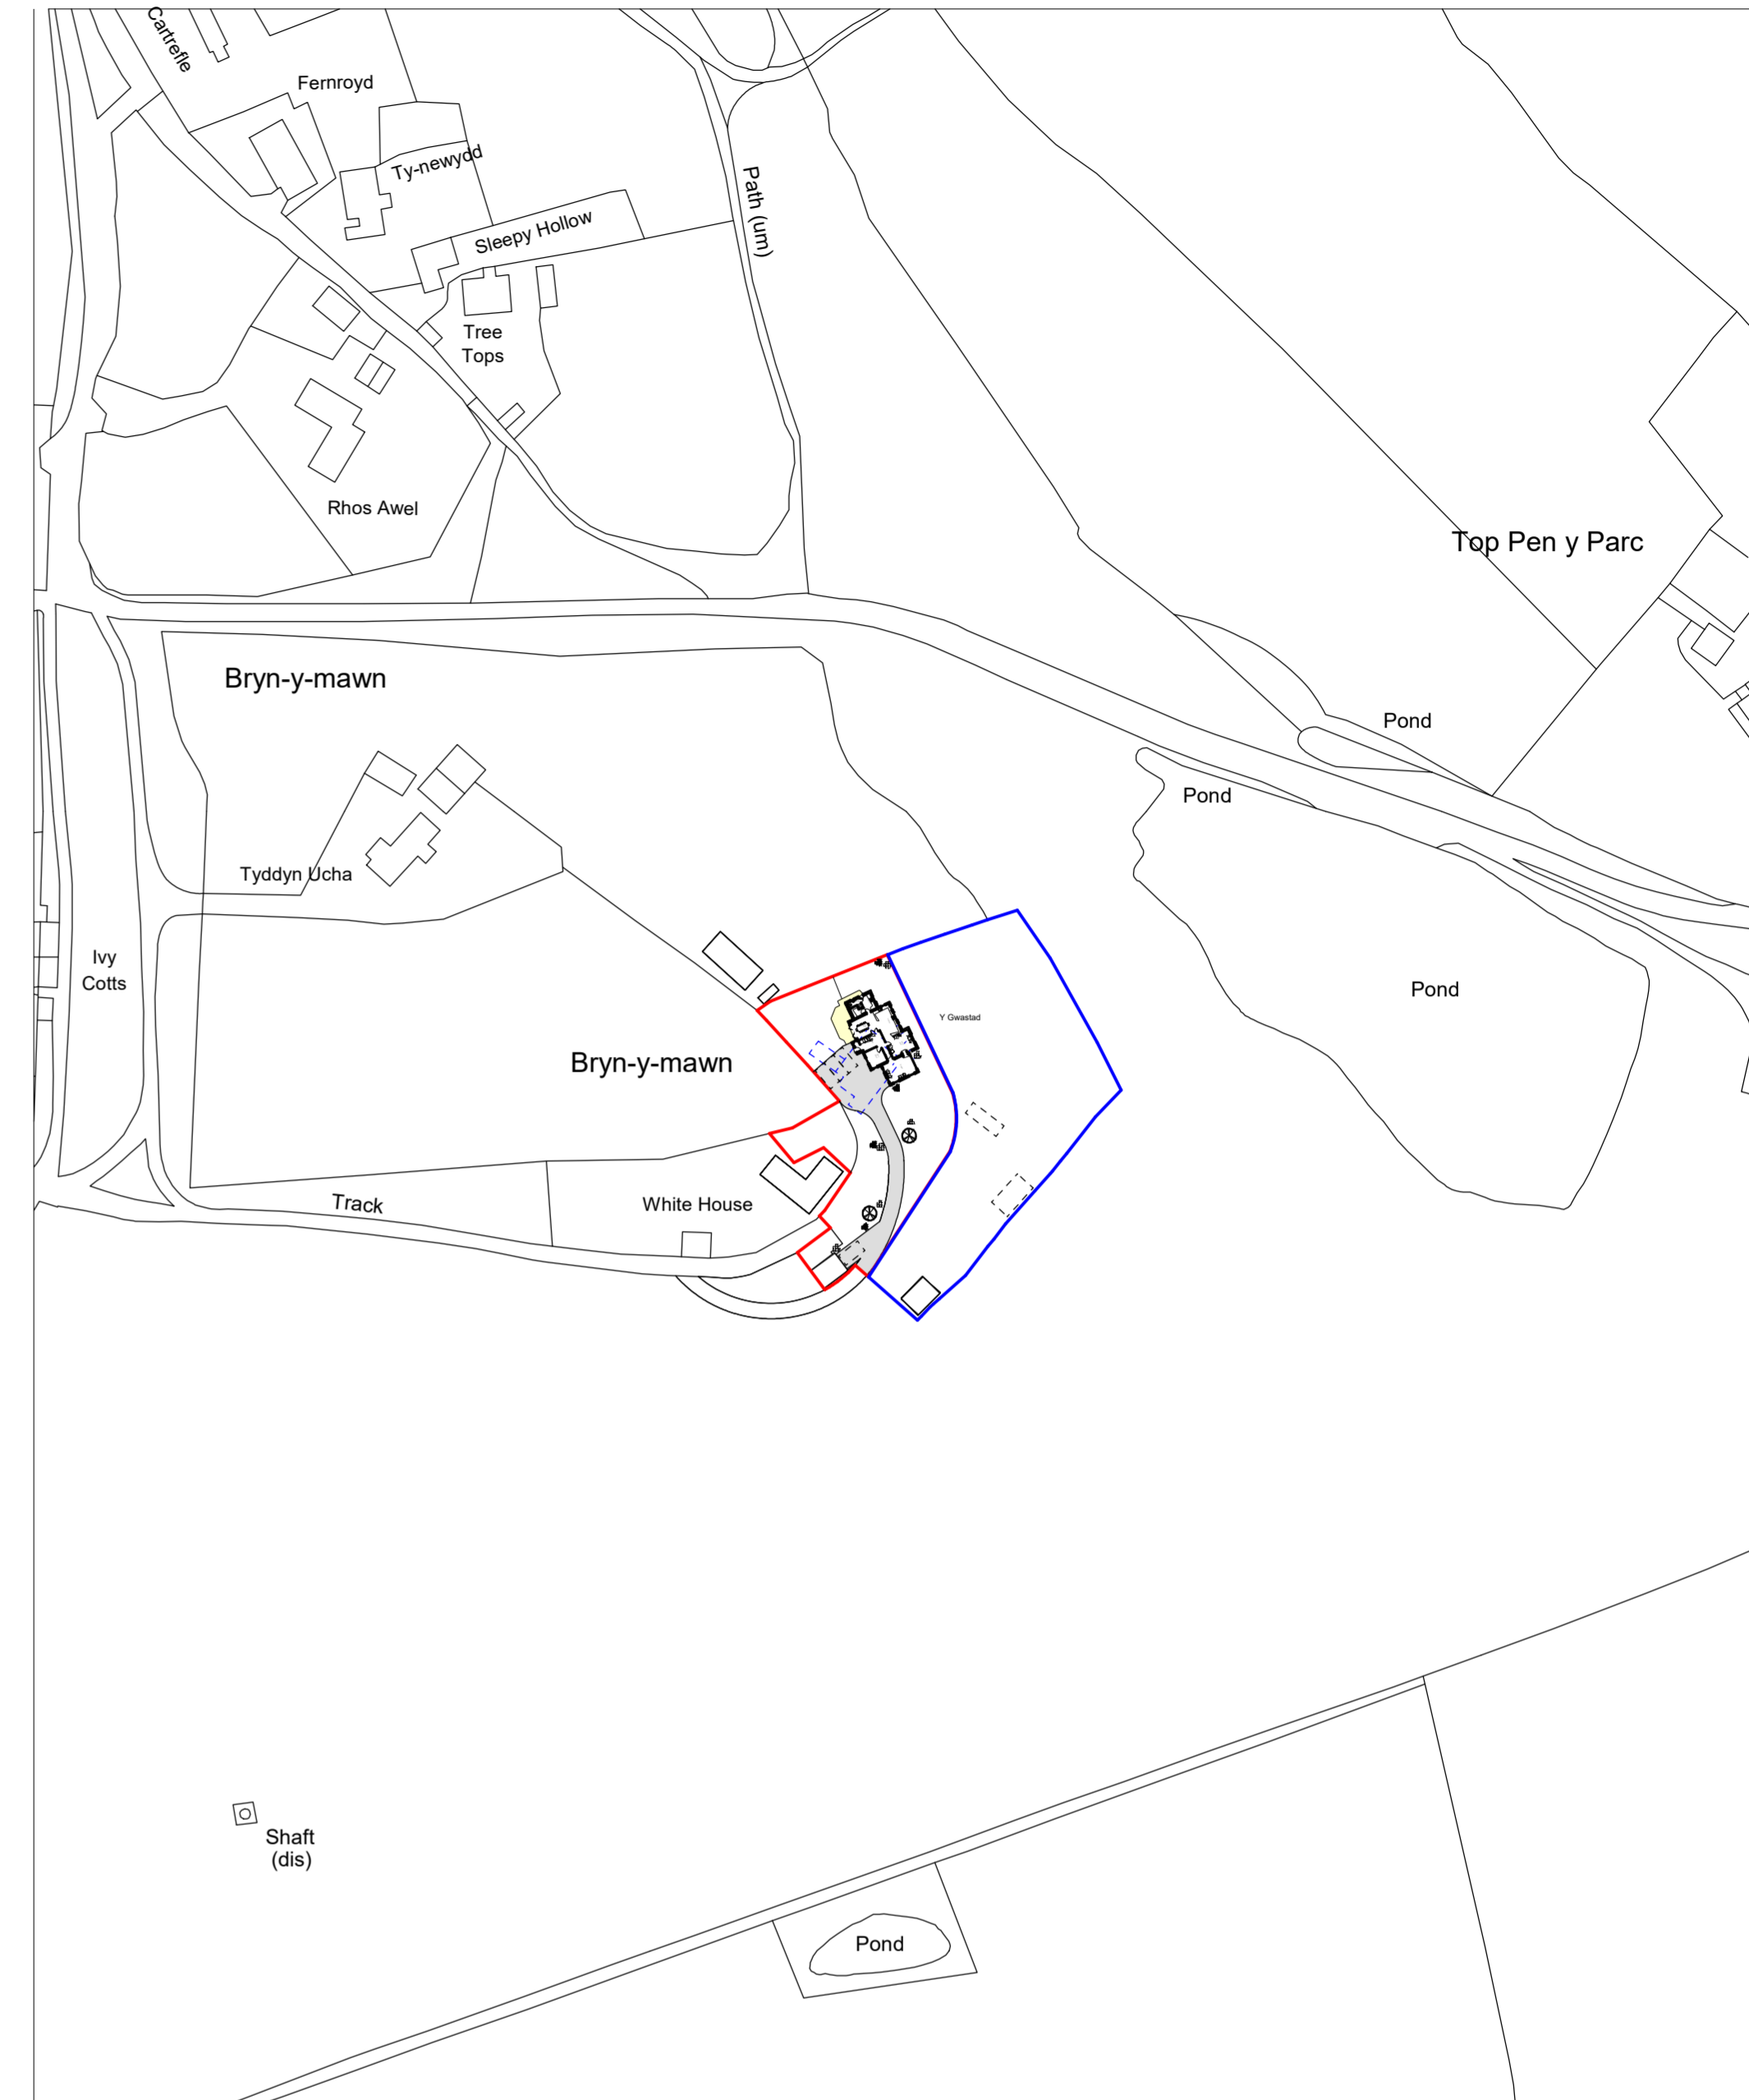 Cartrefle
Fernroyd
Ty-newydd
Path (um)
Sleepy Hollow
Tree
Tops
Rhos Awel
Top Pen y Parc
Bryn-y-mawn
Pond
Pond
Tyddyn Ucha
Ivy
Cotts
Pond
Y Gwastad
Bryn-y-mawn
Track
White House
Shaft
(dis)
Pond